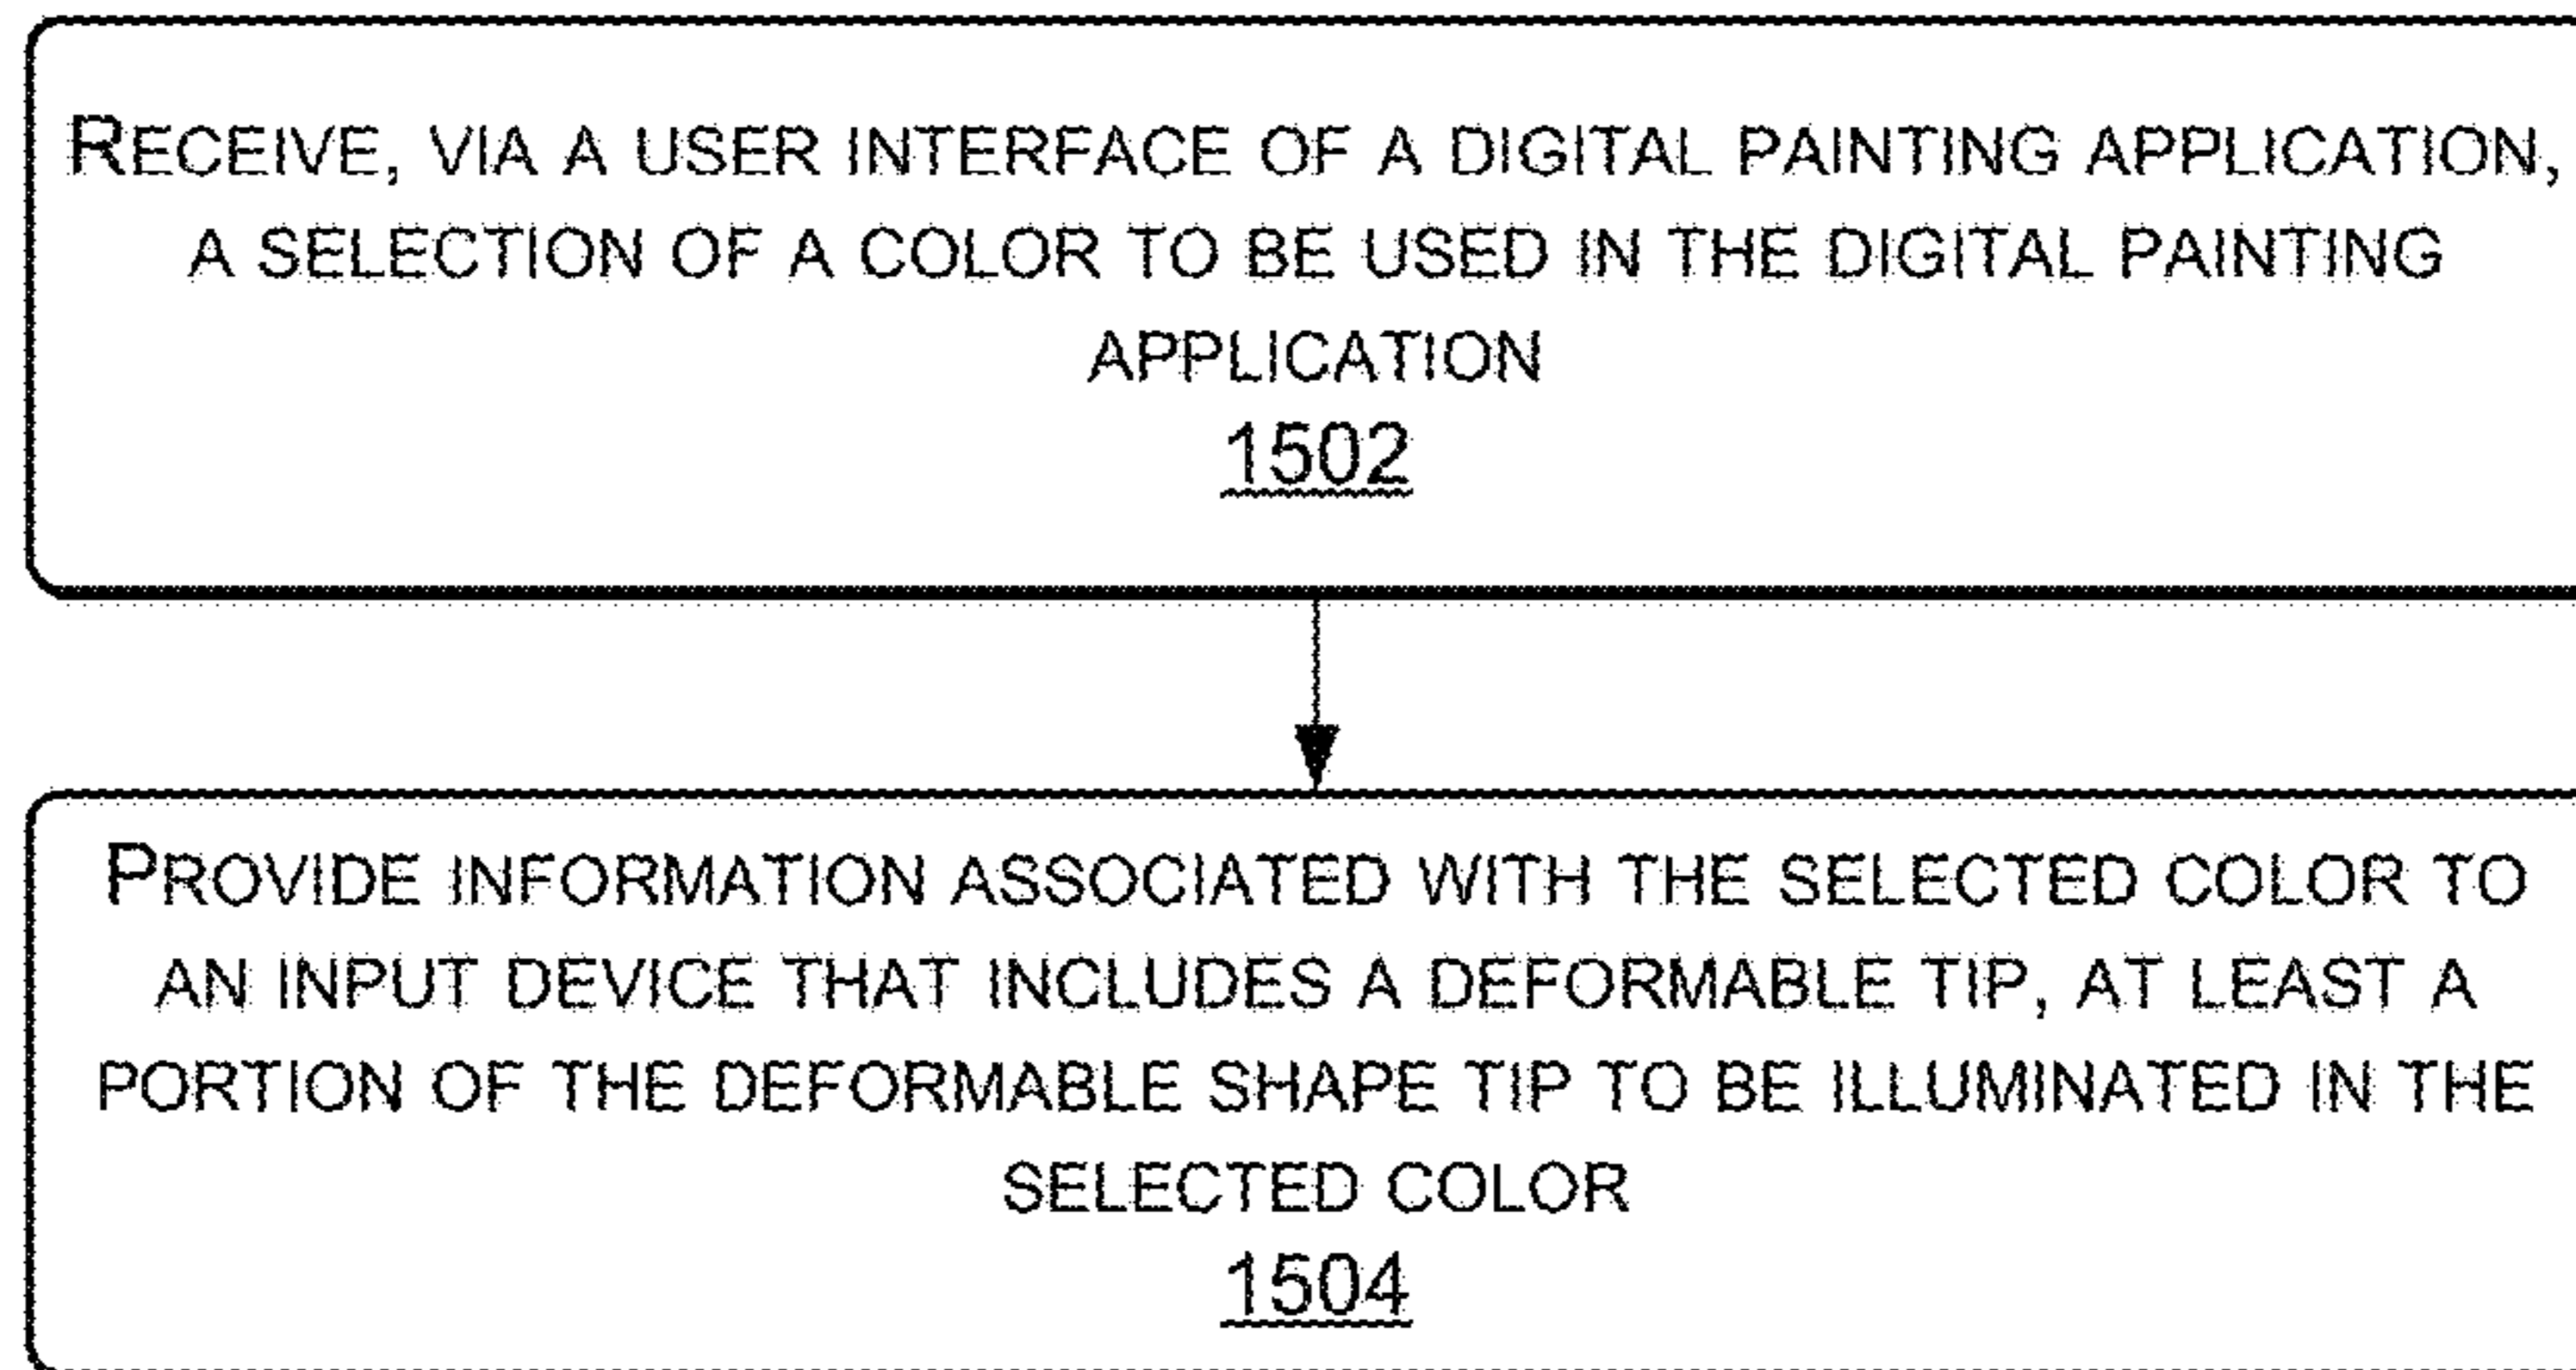 RECEIVE, VIA A USER INTERFACE OF A DIGITAL PAINTING APPLICATION,
A SELECTION OF A COLOR TO BE USED IN THE DIGITAL PAINTING
APPLICATION
1502
PROVIDE INFORMATION ASSOCIATED WITH THE SELECTED COLOR TO
AN INPUT DEVICE THAT INCLUDES A DEFORMABLE TIP, AT LEAST A
PORTION OF THE DEFORMABLE SHAPE TIP TO BE ILLUMINATED IN THE
SELECTED COLOR
1504